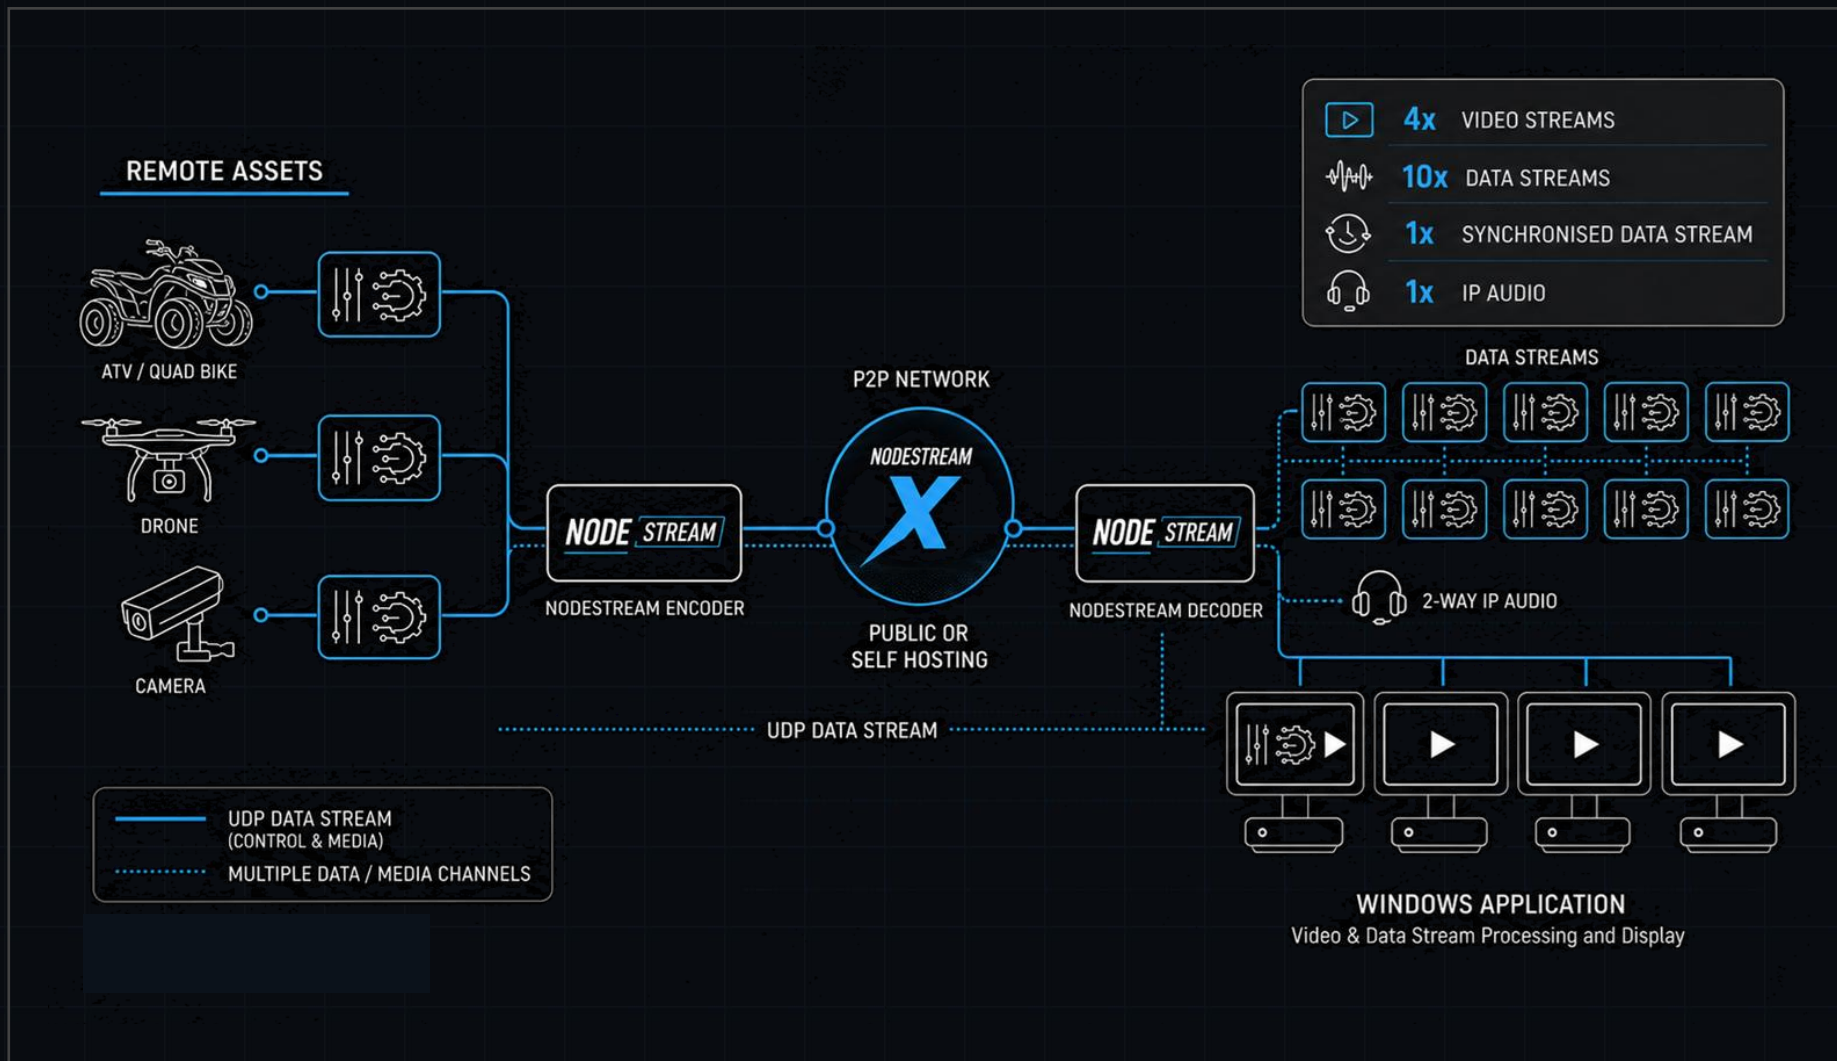 REMOTE ASSETS
ATV / QUAD BIKE
DRONE
CAMERA
NODE STREAM
NODESTREAM ENCODER
P2P NETWORK
NODESTREAM
X
PUBLIC OR
SELF HOSTING
NODE STREAM
NODESTREAM DECODER
UDP DATA STREAM
4x VIDEO STREAMS
10x DATA STREAMS
1x SYNCHRONISED DATA STREAM
1x IP AUDIO
DATA STREAMS
2-WAY IP AUDIO
WINDOWS APPLICATION
Video & Data Stream Processing and Display
UDP DATA STREAM
(CONTROL & MEDIA)
MULTIPLE DATA / MEDIA CHANNELS